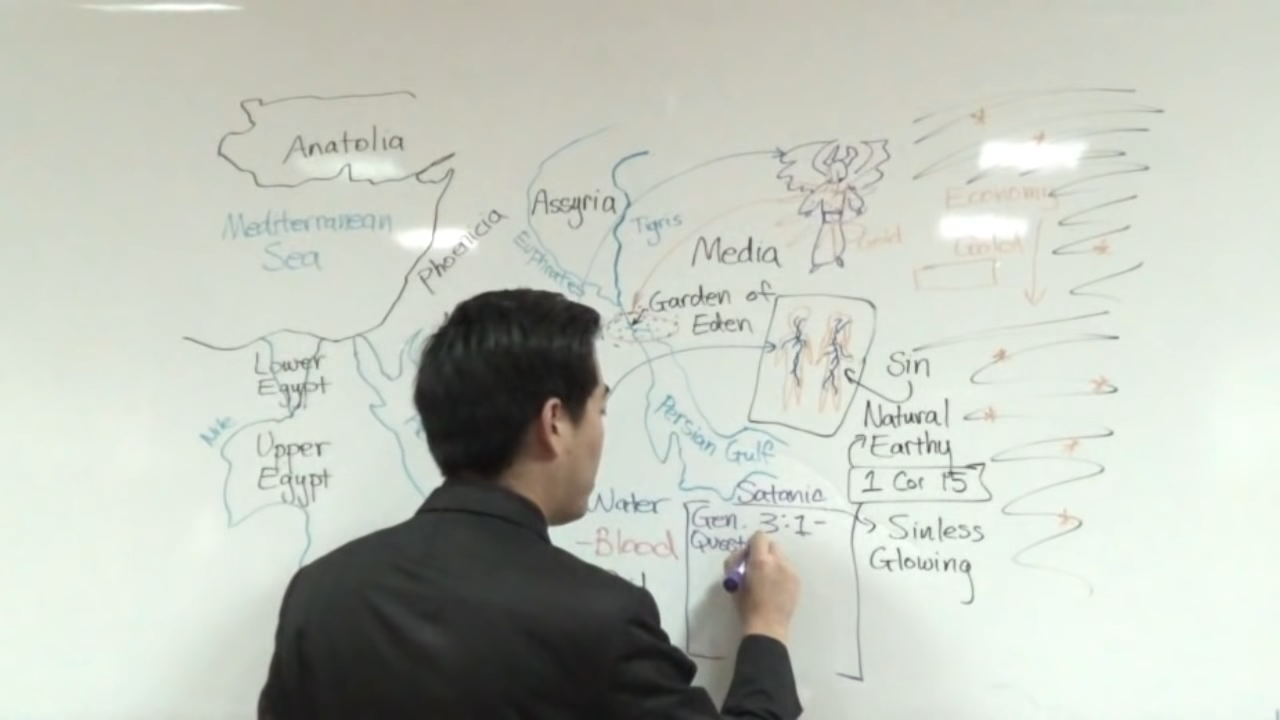 Anatolia
Mediterranean
Sea
Phoenicia
Assyria
Euphrates
Tigris
Media
Garden of
Eden
Economic
Lower
Egypt
Nile
Upper
Egypt
Persian Gulf
Sin
Natural
Earthy
1 Cor 15
Sinless
Glowing
Water
-Blood
Satanic
Gen. 3:1-